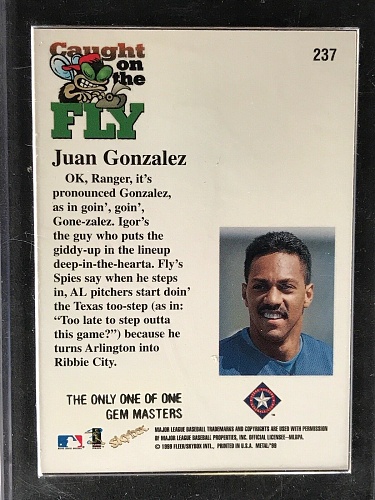 Caught
on
the
FLY
237
Juan Gonzalez
OK, Ranger, it's
pronounced Gonzalez,
as in goin', goin',
Gone-zalez. Igor's
the guy who puts the
giddy-up in the lineup
deep-in-the-hearta. Fly's
Spies say when he steps
in, AL pitchers start doin'
the Texas too-step (as in:
"Too late to step outta
this game?") because he
turns Arlington into
Ribbie City.
THE ONLY ONE OF ONE
GEM MASTERS
SkyBox
MAJOR LEAGUE BASEBALL TRADEMARKS AND COPYRIGHTS ARE USED WITH PERMISSION
OF MAJOR LEAGUE BASEBALL PROPERTIES, INC. OFFICIAL LICENSEE—MLBPA.
© 1999 FLEER/SKYBOX INTL. PRINTED IN U.S.A. METAL'99